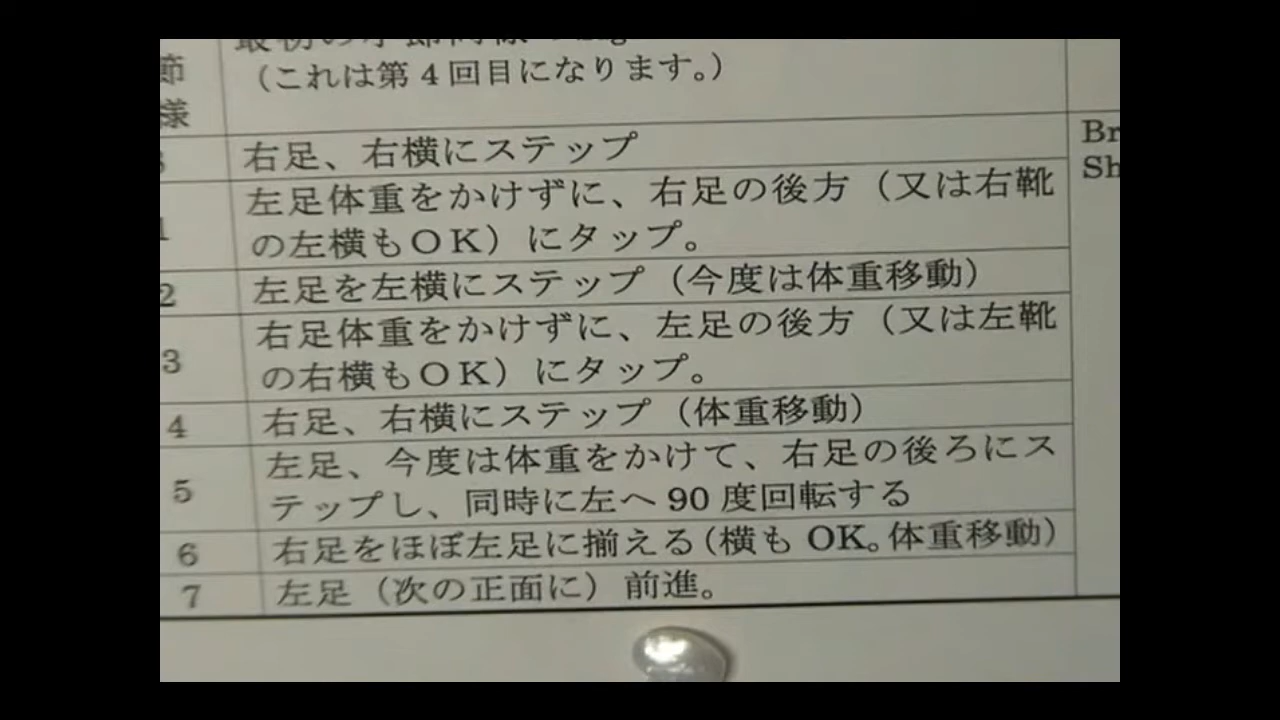 節
様
（これは第４回目になります。）
右足、右横にステップ
Br
Sh
1
左足体重をかけずに、右足の後方（又は右靴
の左横もＯＫ）にタップ。
2
左足を左横にステップ（今度は体重移動）
3
右足体重をかけずに、左足の後方（又は左靴
の右横もＯＫ）にタップ。
4
右足、右横にステップ（体重移動）
5
左足、今度は体重をかけて、右足の後ろにス
テップし、同時に左へ 90 度回転する
6
右足をほぼ左足に揃える（横も OK。体重移動）
7
左足（次の正面に）前進。